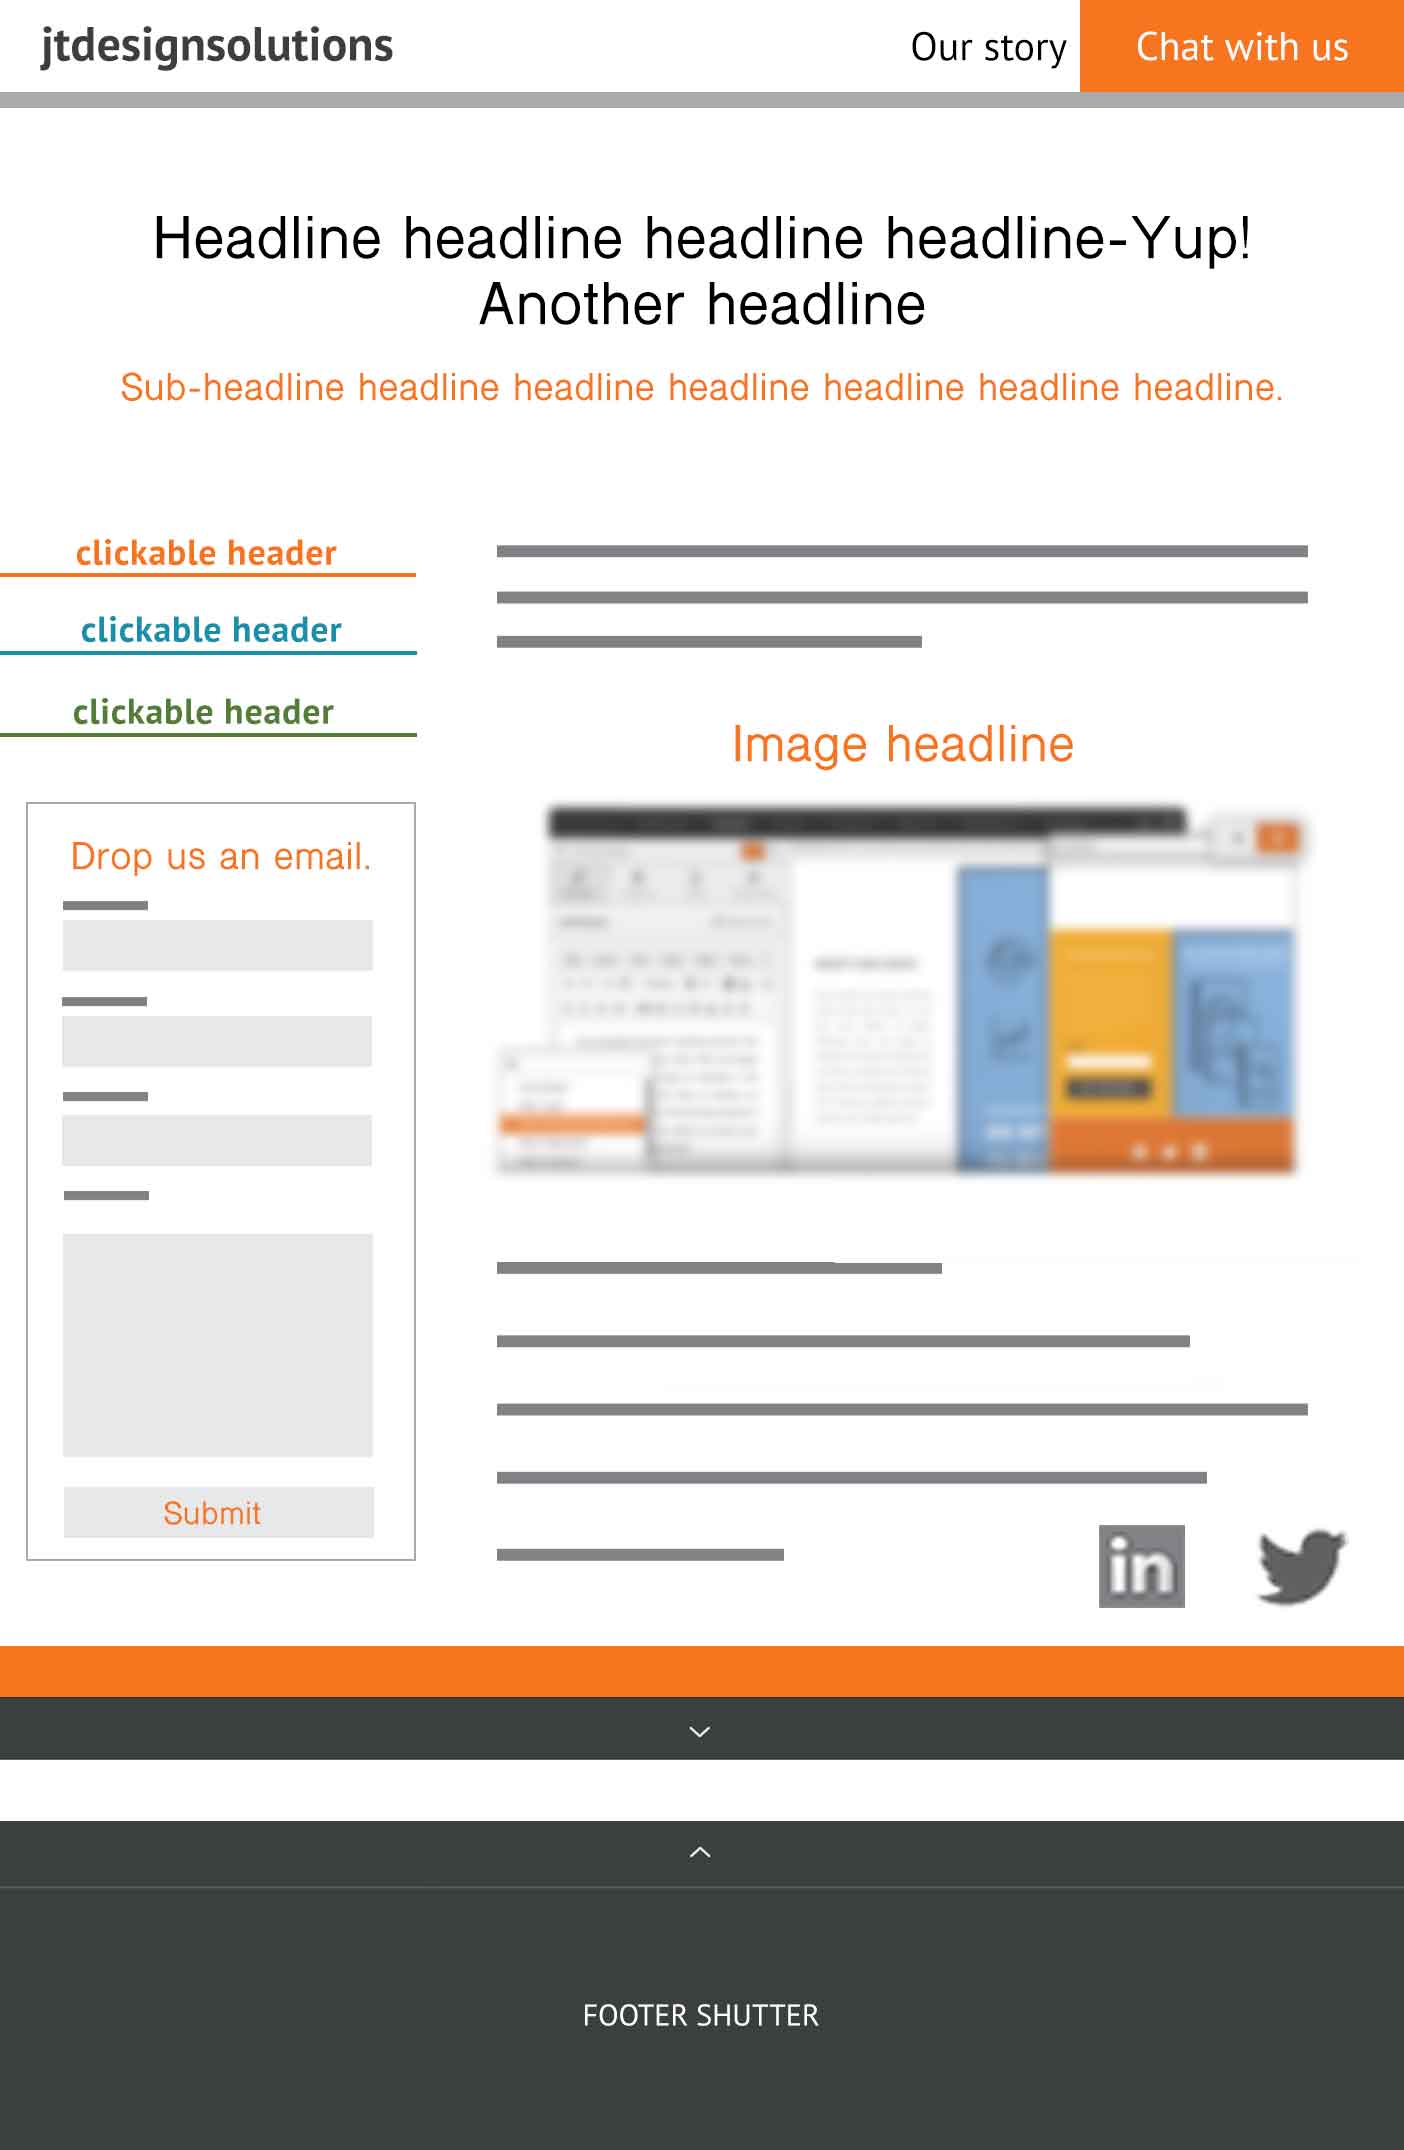 jtdesignsolutions
Our story
Chat with us
Headline headline headline headline-Yup!
Another headline
Sub-headline headline headline headline headline headline headline.
clickable header
clickable header
clickable header
Image headline
Drop us an email.
Submit
in
FOOTER SHUTTER